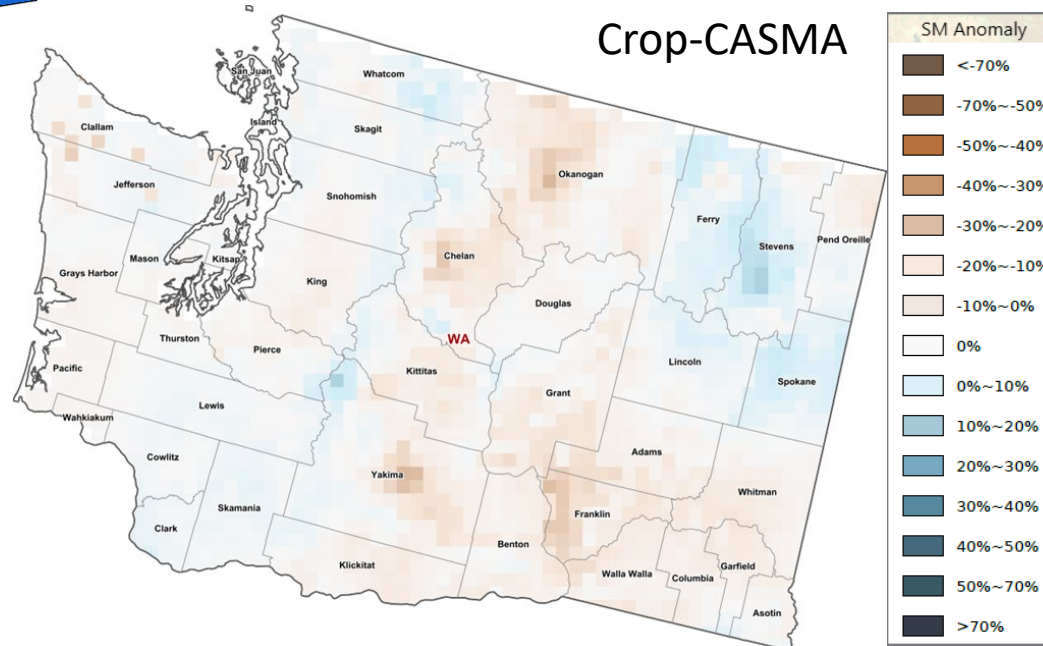 Crop-CASMA
SM Anomaly
<-70%
-70%~-50%
-50%~-40%
-40%~-30%
-30%~-20%
-20%~-10%
-10%~0%
0%
0%~10%
10%~20%
20%~30%
30%~40%
40%~50%
50%~70%
>70%
San Juan
Whatcom
Island
Clallam
Skagit
Okanogan
Jefferson
Snohomish
Ferry
Stevens
Pend Oreille
Chelan
Mason
Kitsap
Grays Harbor
King
Douglas
WA
Thurston
Pierce
Lincoln
Pacific
Kittitas
Spokane
Grant
Lewis
Wahkiakum
Adams
Cowlitz
Yakima
Whitman
Skamania
Franklin
Clark
Benton
Klickitat
Walla Walla
Columbia
Garfield
Asotin